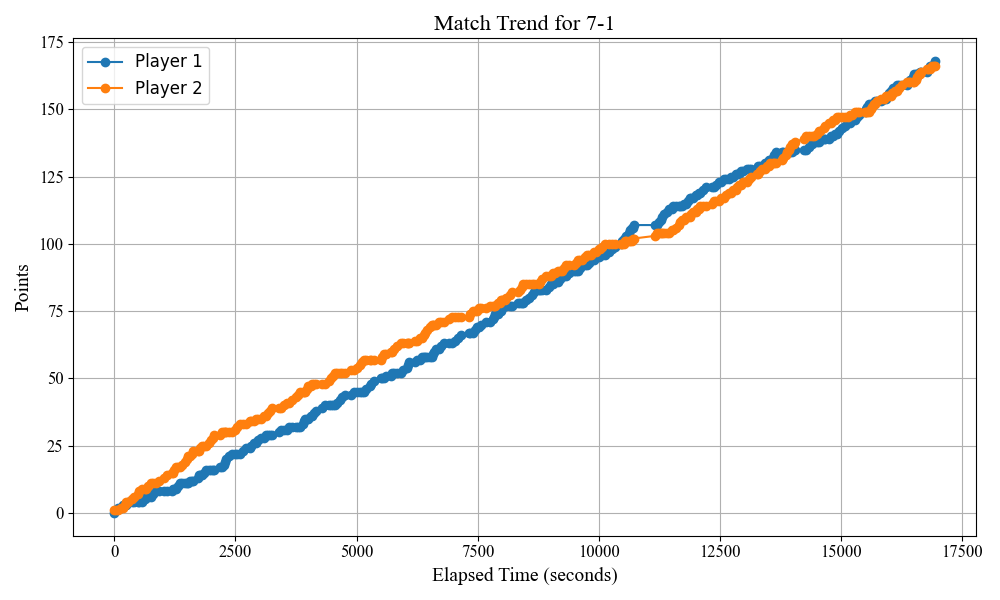 Match Trend for 7-1
Player 1
Player 2
175
150
125
100
75
50
25
0
Points
0 2500 5000 7500 10000 12500 15000 17500
Elapsed Time (seconds)